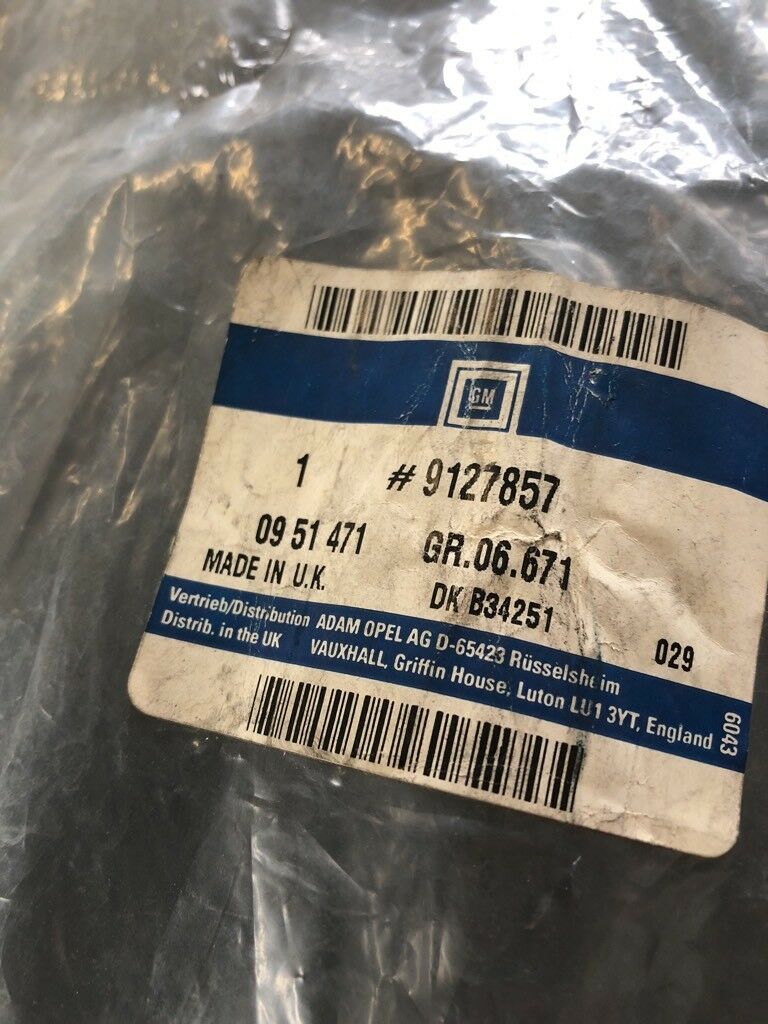 GM
1 # 9127857
09 51 471 GR.06.671
MADE IN U.K. DK B34251
029
Vertrieb/Distribution ADAM OPEL AG D-65423 Rüsselsheim
Distrib. in the UK VAUXHALL, Griffin House, Luton LU1 3YT, England
6043